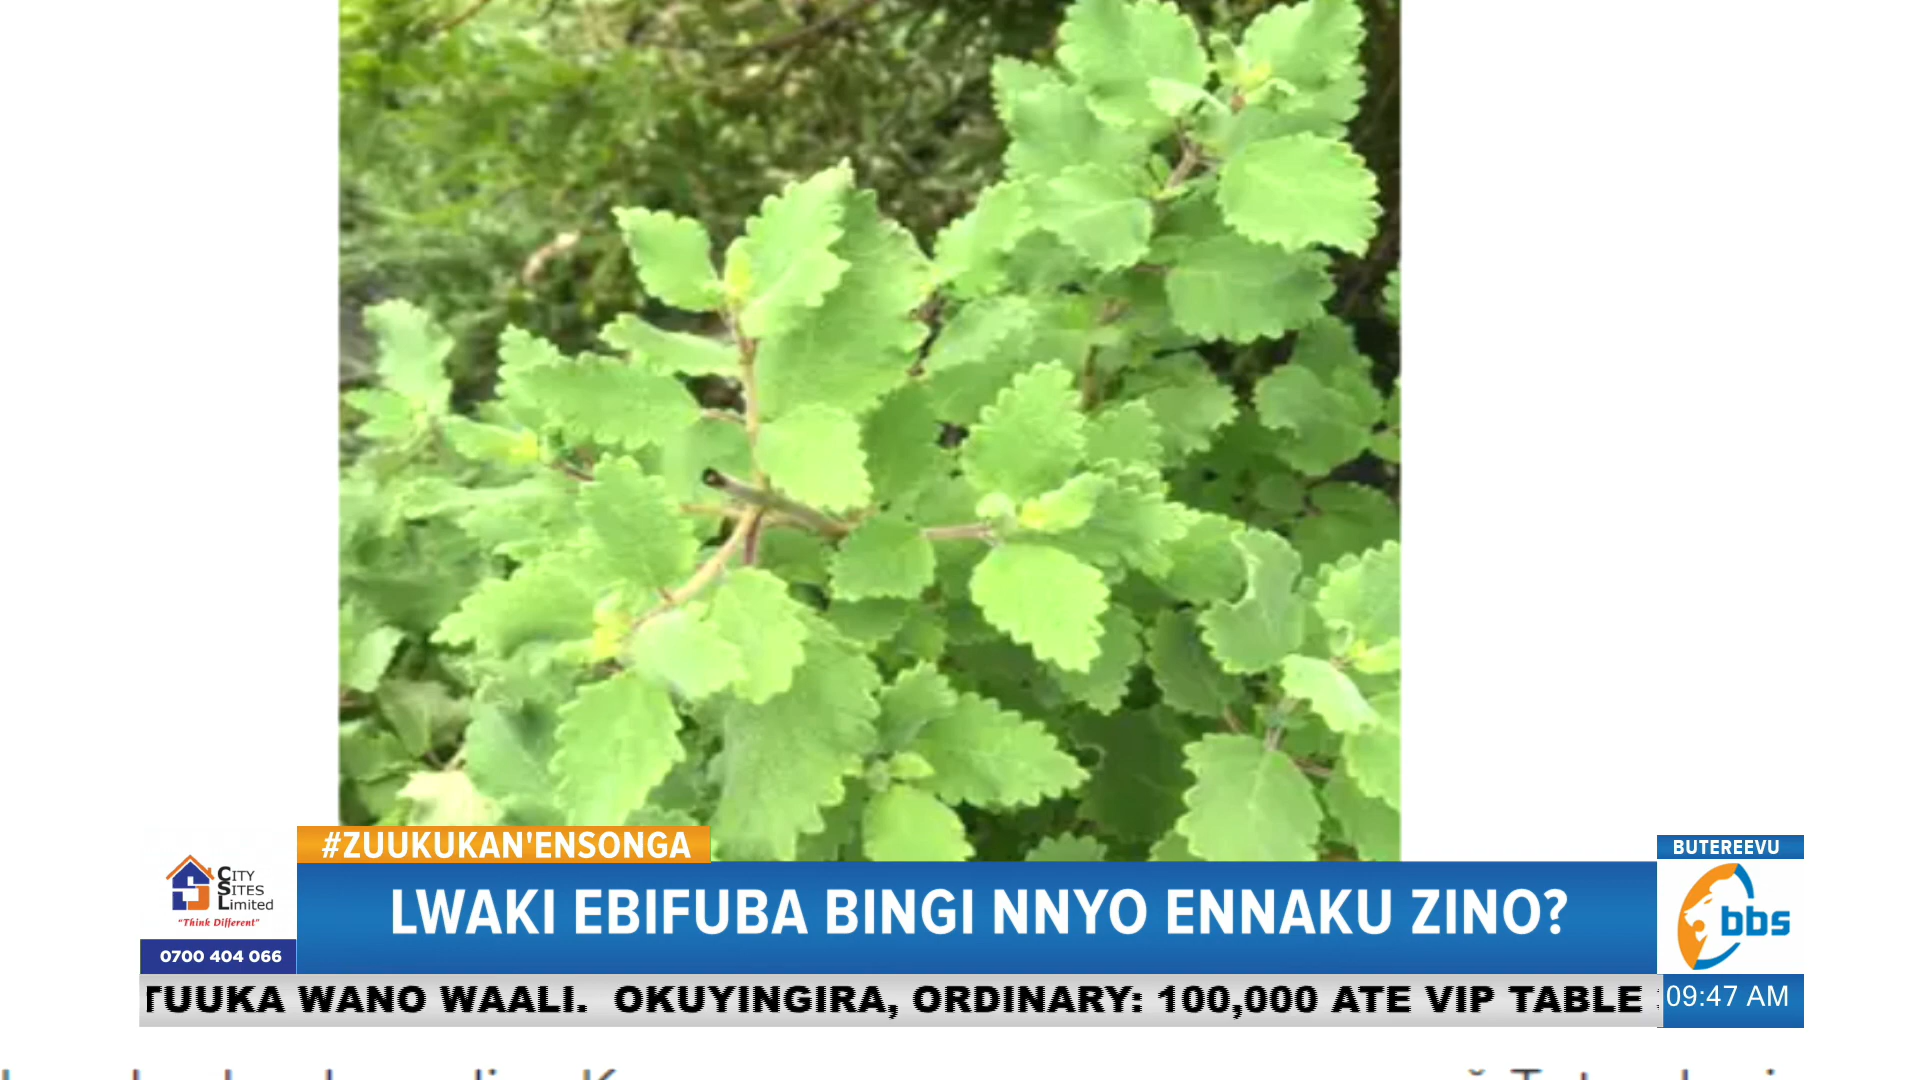 #ZUUKUKAN'ENSONGA
LWAKI EBIFUBA BINGI NNYO ENNAKU ZINO?
CITY
SITES
Limited
"Think Different"
0700 404 066
BUTEREEVU
bbs
TUUKA WANO WAALI. OKUYINGIRA, ORDINARY: 100,000 ATE VIP TABLE
09:47 AM